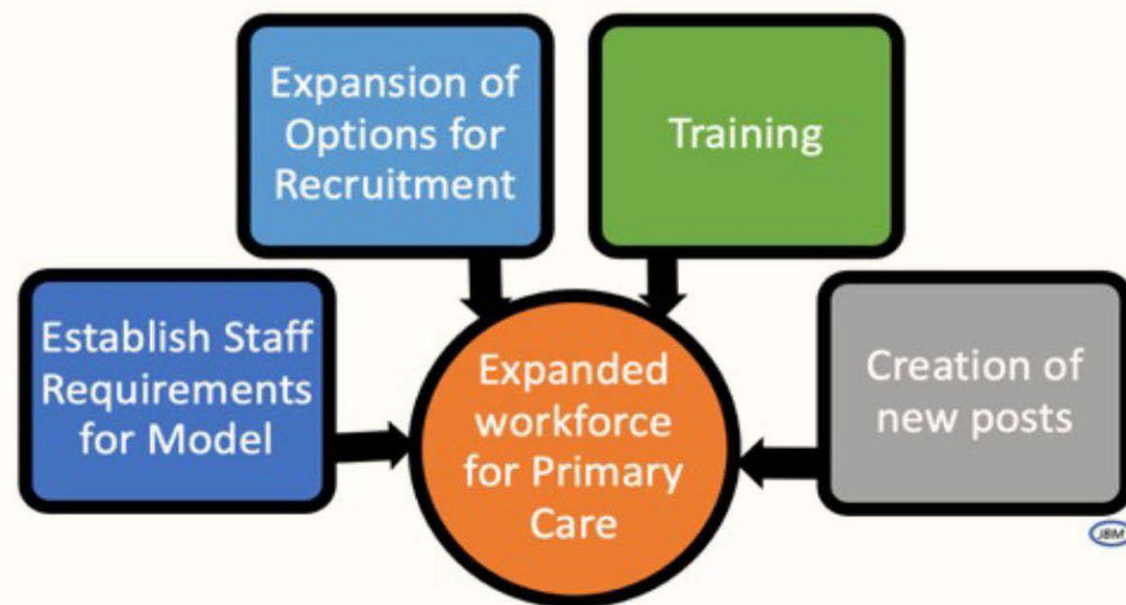 Expansion of
Options for
Recruitment
Training
Establish Staff
Requirements
for Model
Expanded
workforce
for Primary
Care
Creation of
new posts
JBM